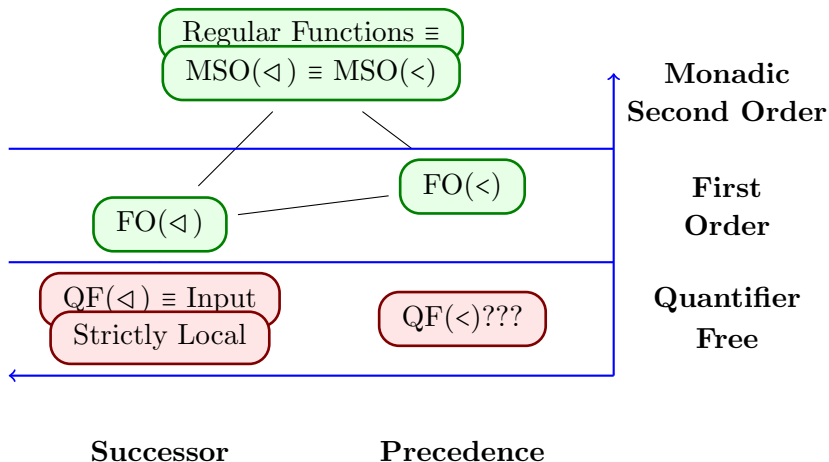 Regular Functions ≡
MSO(◁) ≡ MSO(<)
Monadic
Second Order
FO(<)
First
Order
FO(◁)
QF(◁) ≡ Input
Strictly Local
QF(<)???
Quantifier
Free
Successor
Precedence